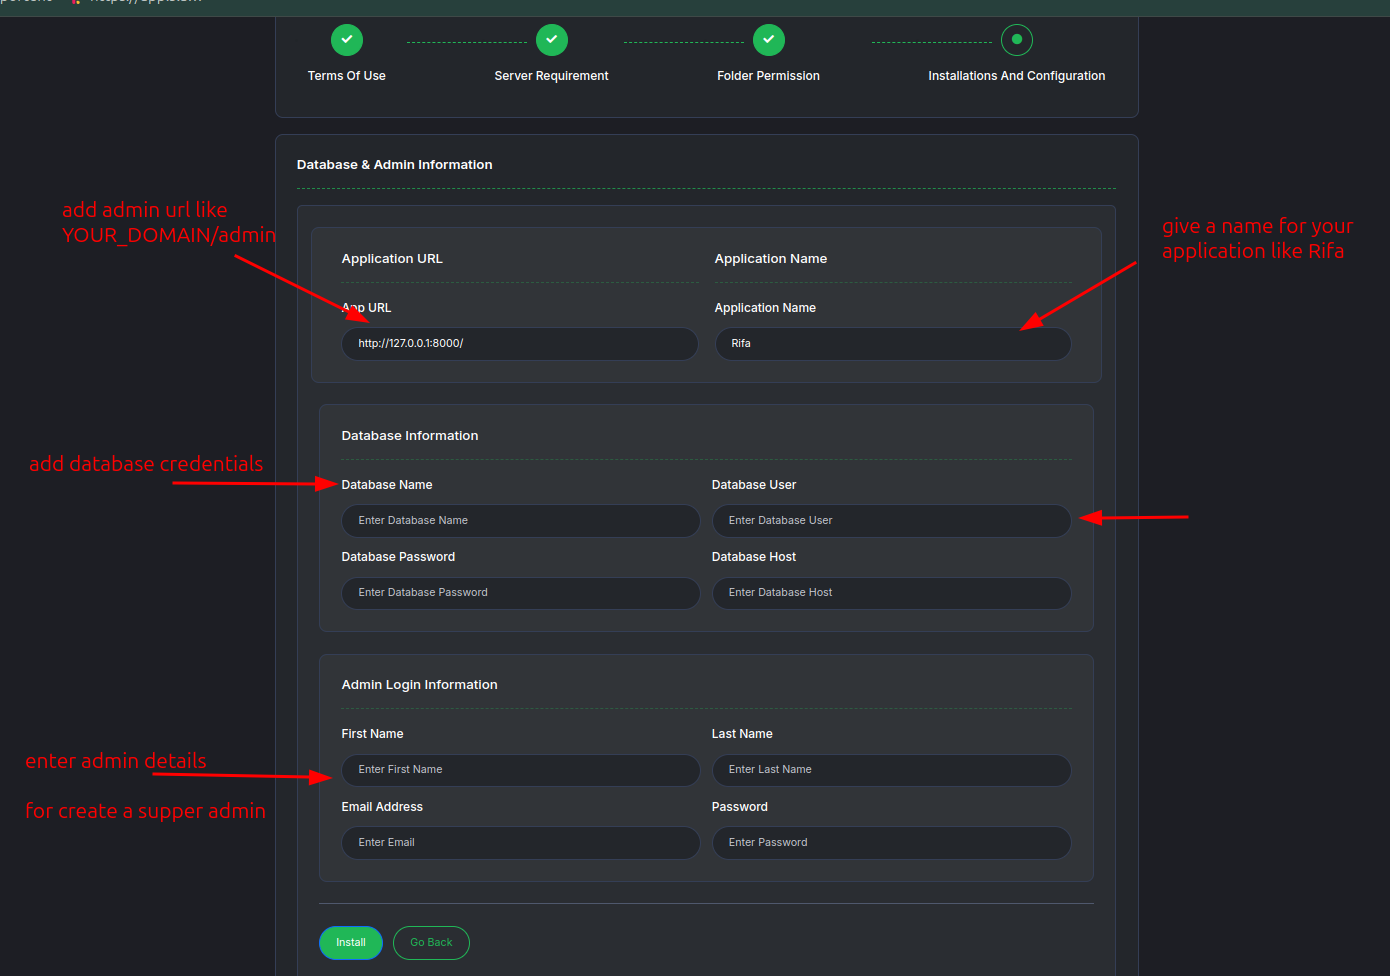 Terms Of Use
Server Requirement
Folder Permission
Installations And Configuration
Database & Admin Information
add admin url like
YOUR_DOMAIN/admin
give a name for your
application like Rifa
Application URL
Application Name
App URL
Application Name
http://127.0.0.1:8000/
Rifa
Database Information
add database credentials
Database Name
Database User
Enter Database Name
Enter Database User
Database Password
Database Host
Enter Database Password
Enter Database Host
Admin Login Information
First Name
Last Name
enter admin details
for create a supper admin
Enter First Name
Enter Last Name
Email Address
Password
Enter Email
Enter Password
Install
Go Back